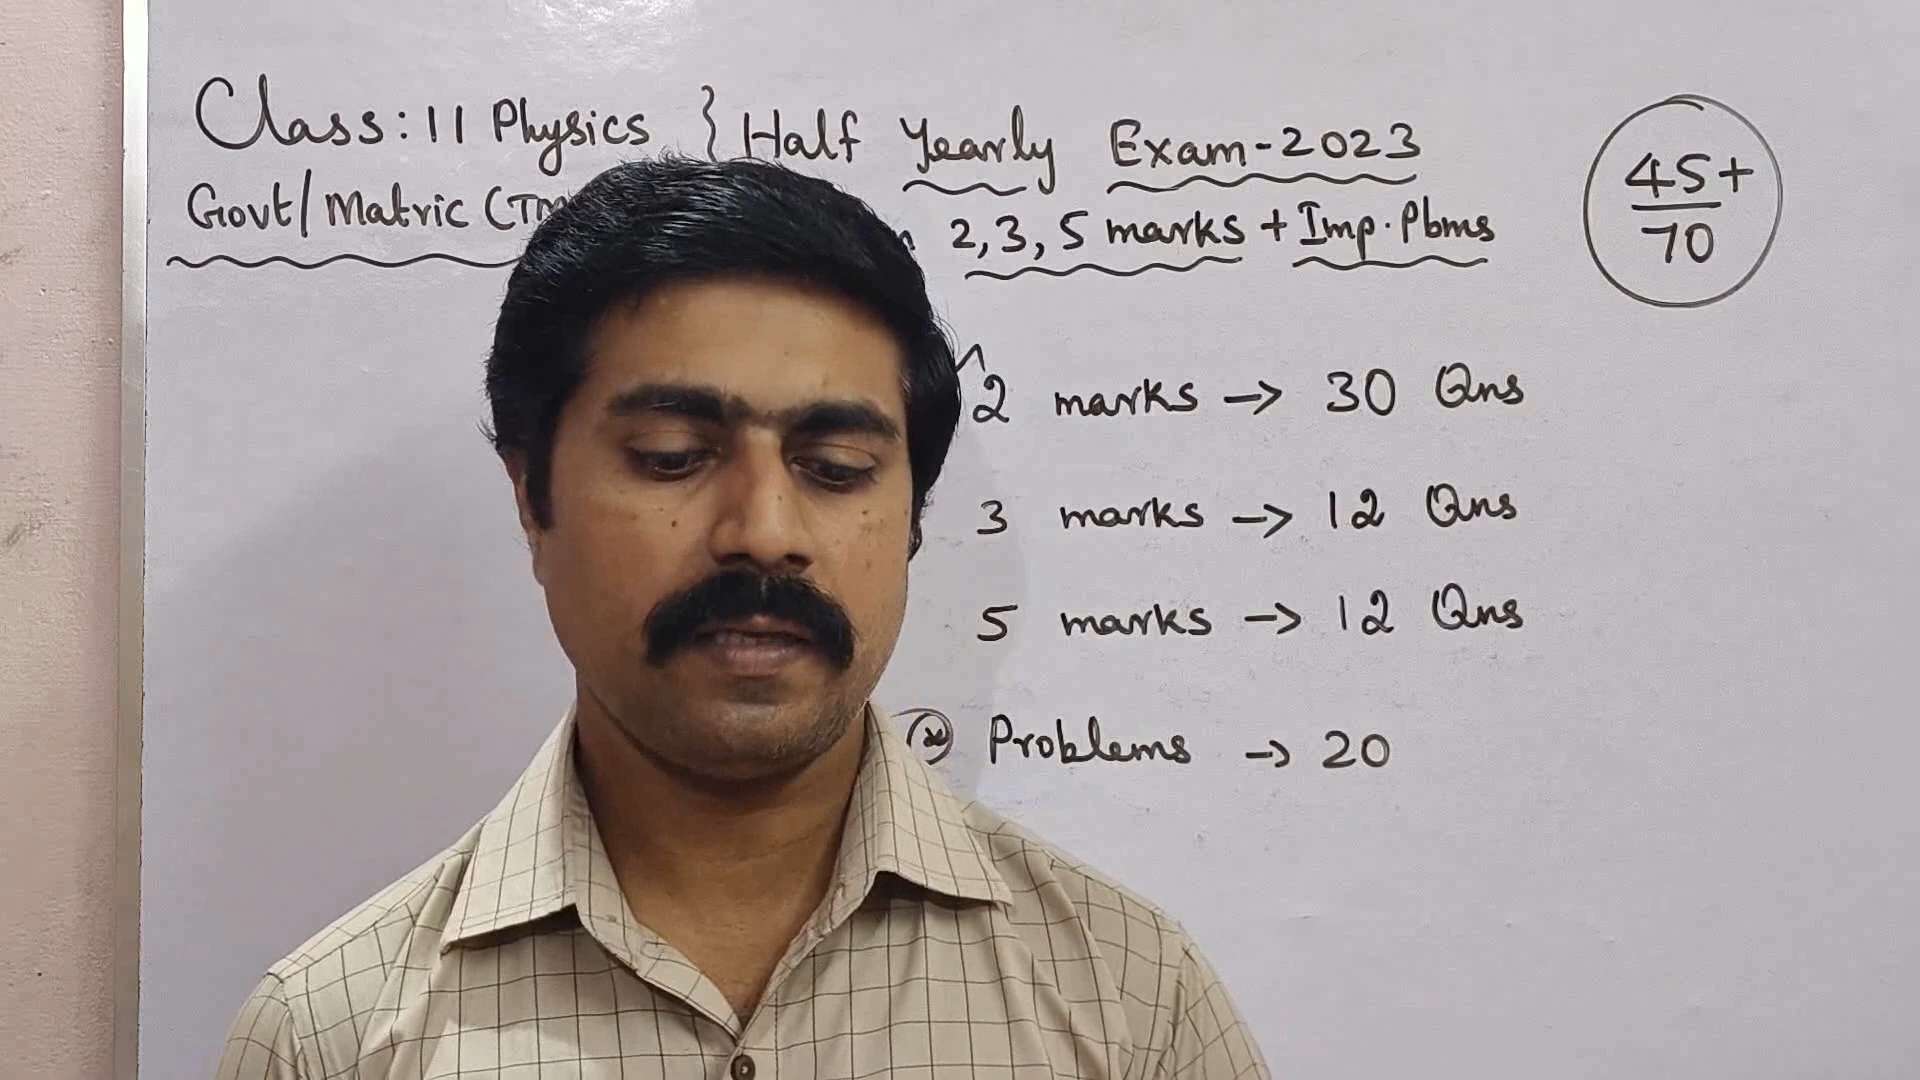 Class: 11 Physics } Half Yearly Exam-2023
Govt/Matric (TM
2, 3, 5 marks + Imp. Pbms
45+
70
2 marks → 30 Qns
3 marks → 12 Qns
5 marks → 12 Qns
Problems → 20